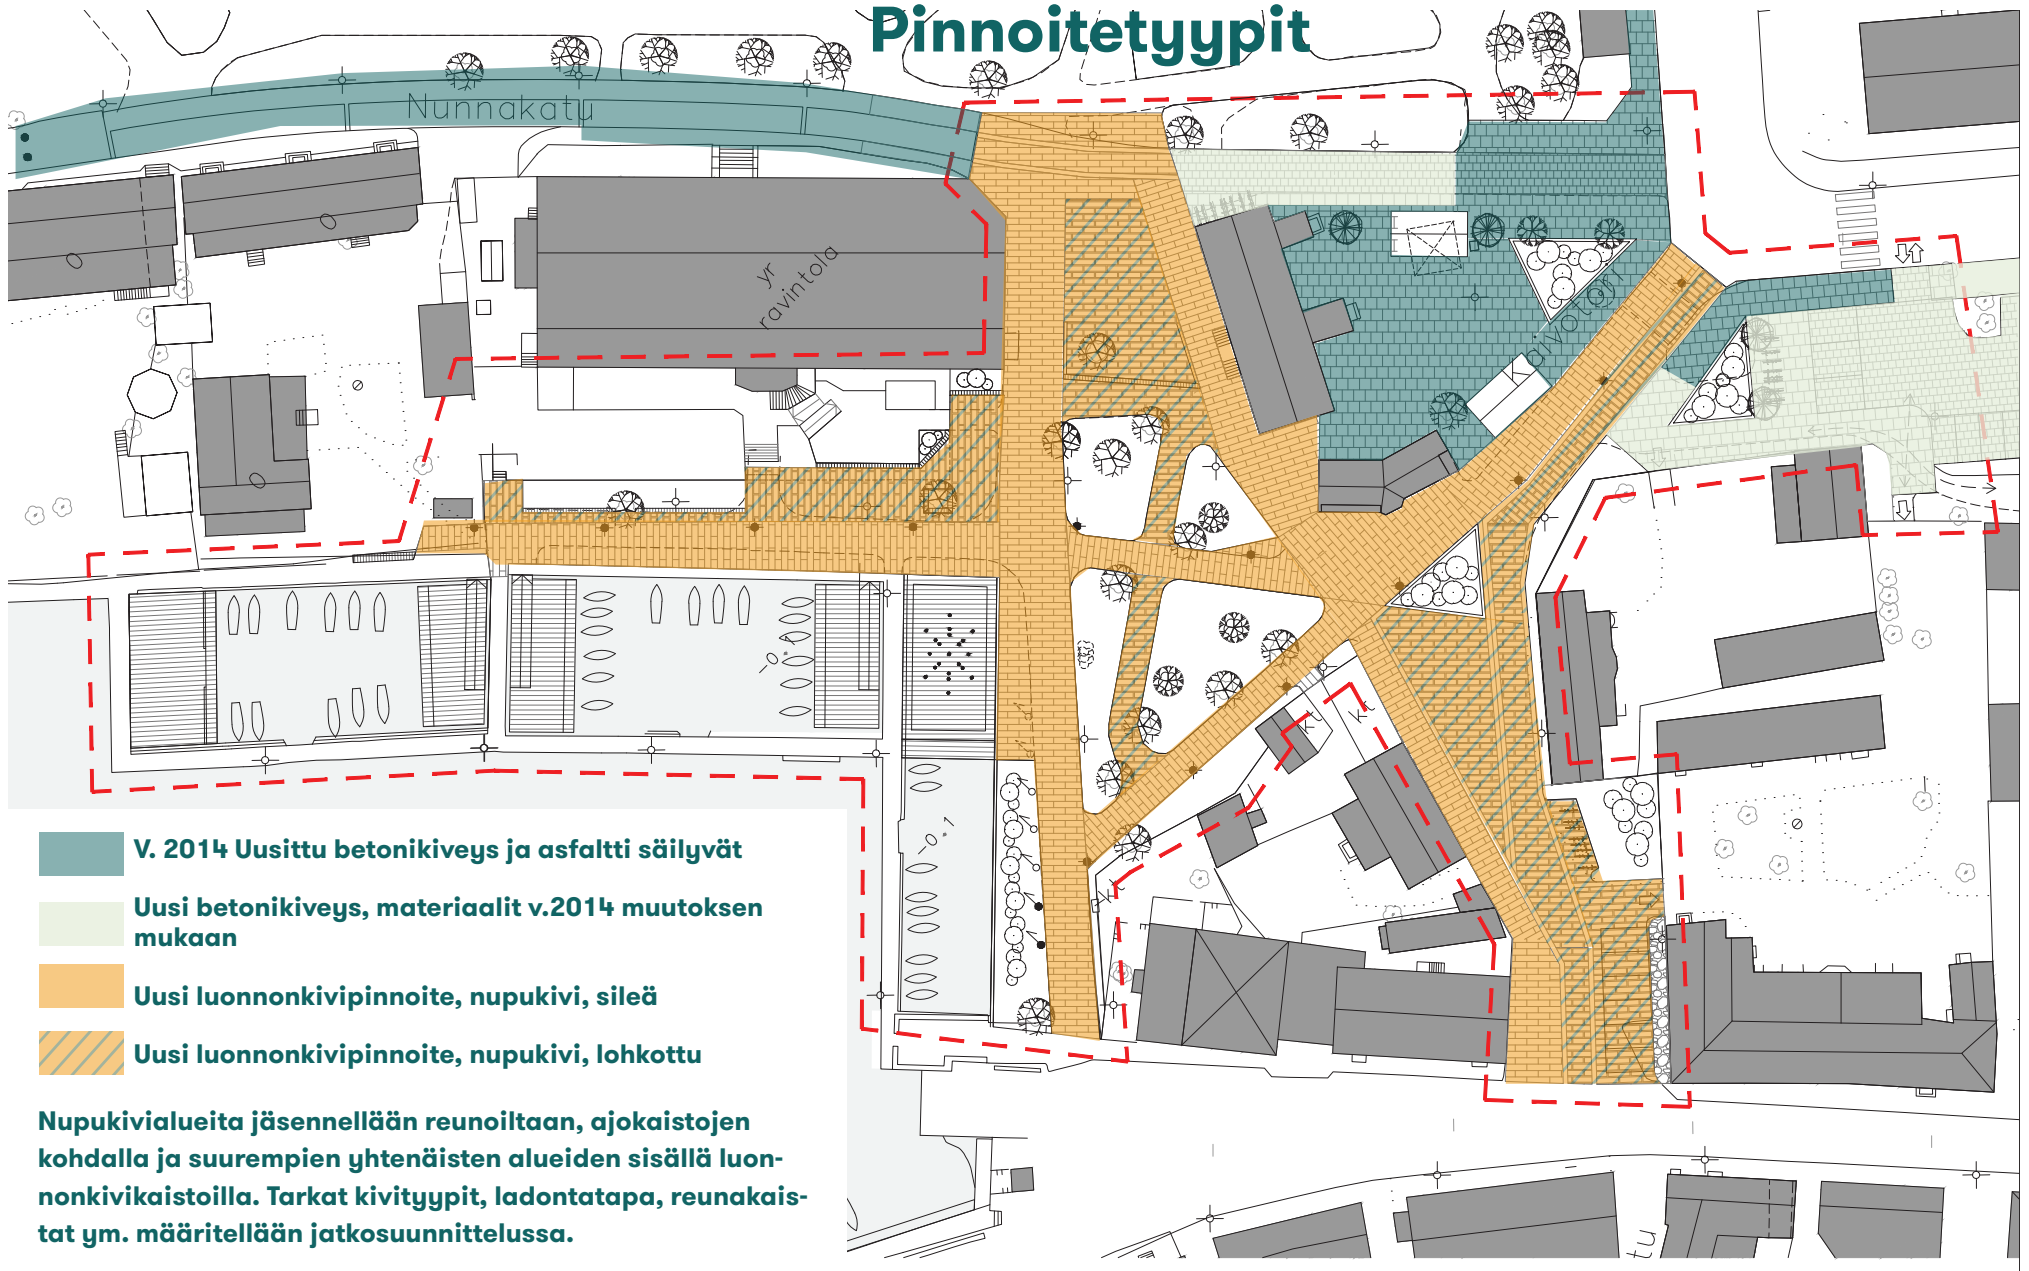 Pinnoitetyypit
Nunnakatu
yr
ravintola
V. 2014 Uusittu betonikiveys ja asfaltti säilyvät
Uusi betonikiveys, materiaalit v.2014 muutoksen
mukaan
Uusi luonnonkivipinnoite, nupukivi, sileä
Uusi luonnonkivipinnoite, nupukivi, lohkottu
Nupukivialueita jäsennellään reunoiltaan, ajokaistojen
kohdalla ja suurempien yhtenäisten alueiden sisällä luon-
nonkivikaistoilla. Tarkat kivityypit, ladontatapa, reunakais-
tat ym. määritellään jatkosuunnittelussa.